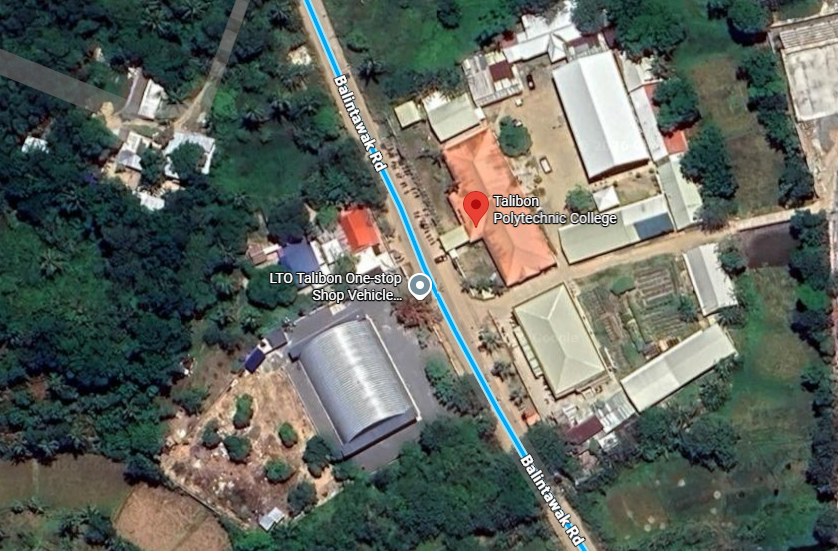 Balintawak Rd
Talibon
Polytechnic College
LTO Talibon One-stop
Shop Vehicle...
Balintawak Rd